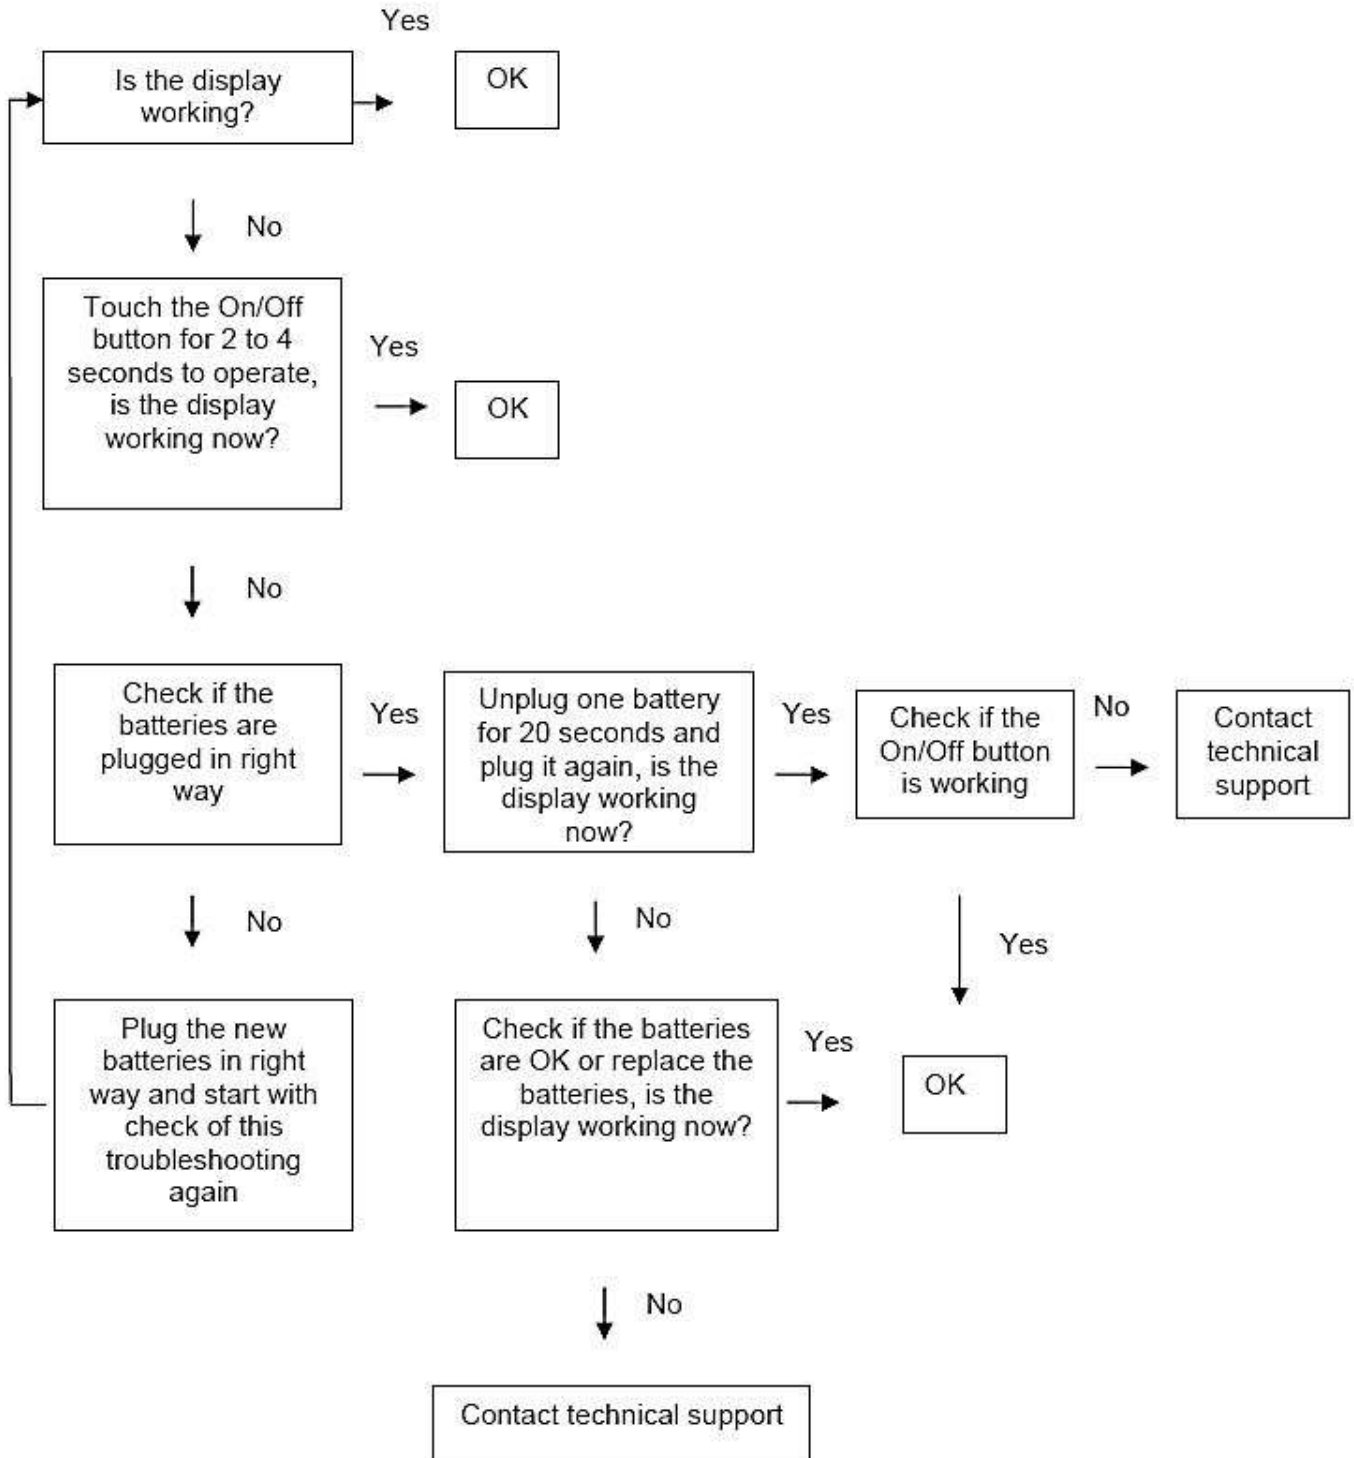 Yes
Is the display
working?
OK
No
Touch the On/Off
button for 2 to 4
seconds to operate,
is the display
working now?
Yes
OK
No
Check if the
batteries are
plugged in right
way
Yes
Unplug one battery
for 20 seconds and
plug it again, is the
display working
now?
Yes
Check if the
On/Off button
is working
No
Contact
technical
support
No
No
Yes
Plug the new
batteries in right
way and start with
check of this
troubleshooting
again
Check if the batteries
are OK or replace the
batteries, is the
display working now?
Yes
OK
No
Contact technical support